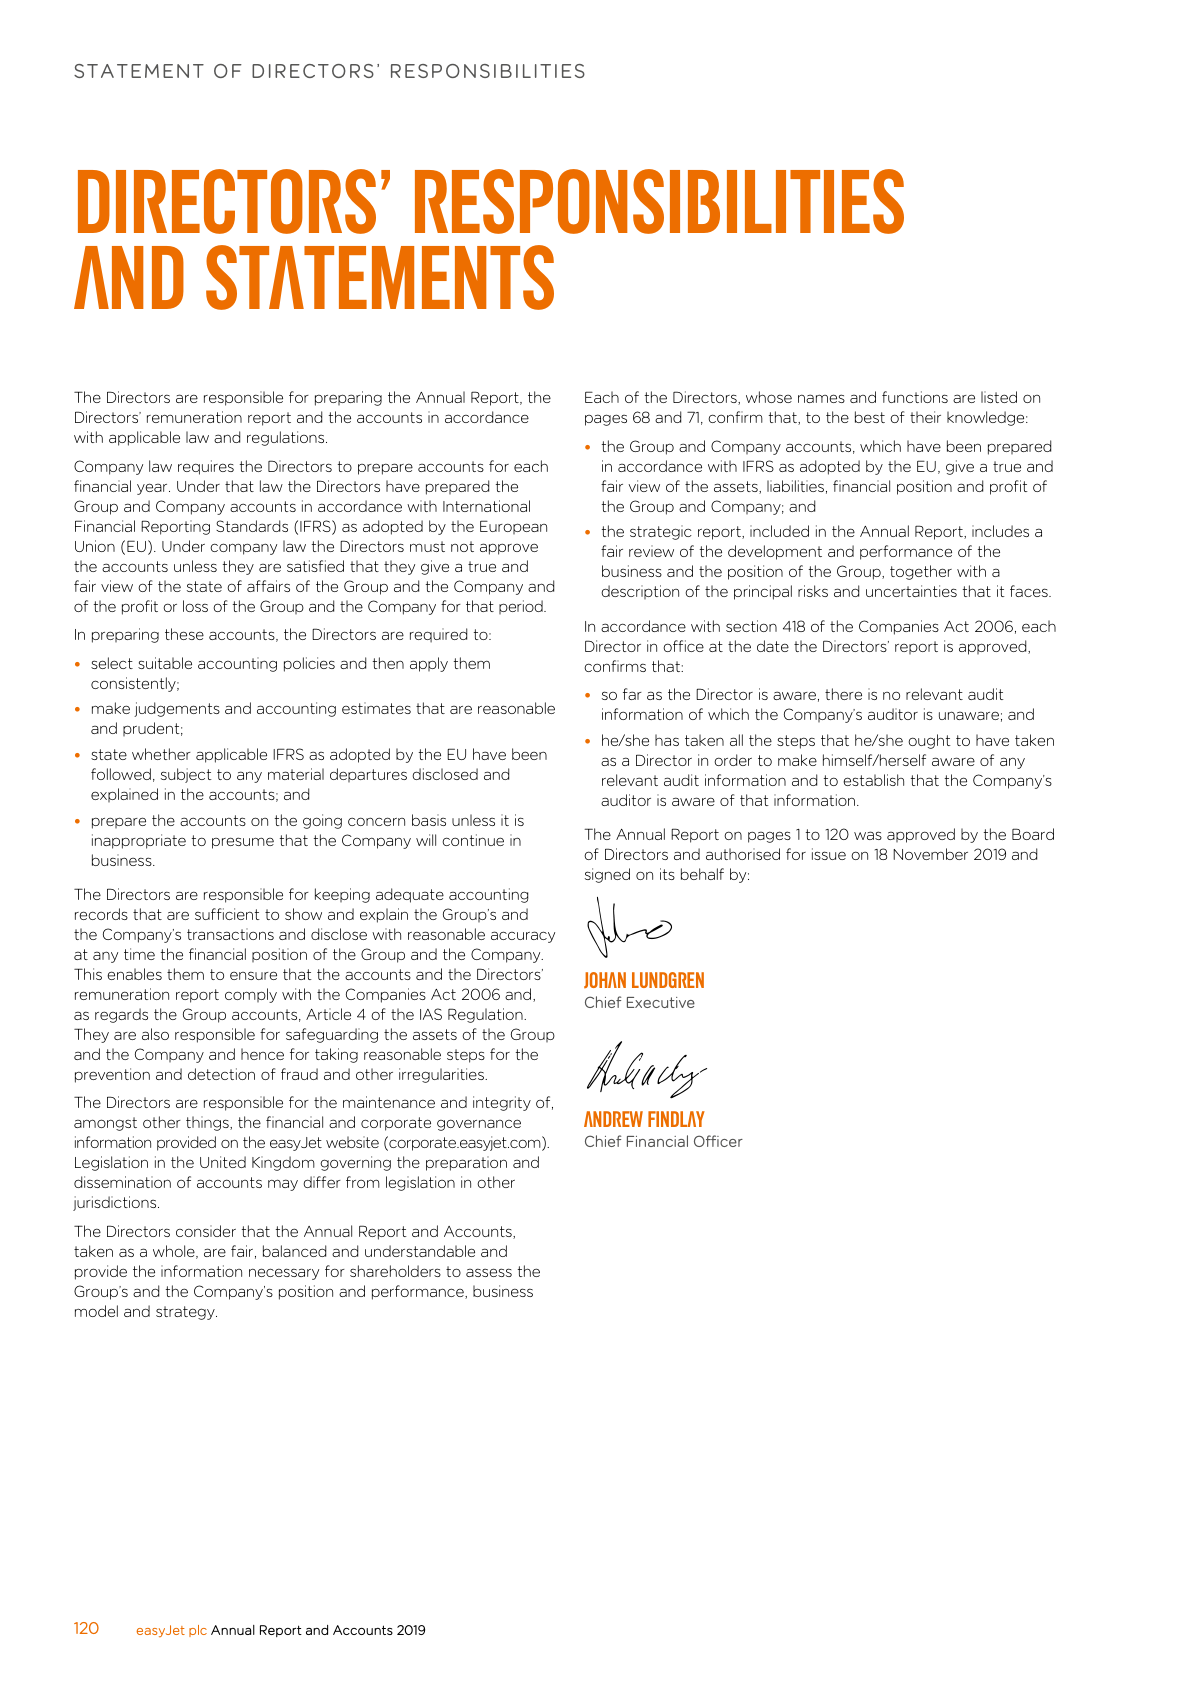 STATEMENT OF DIRECTORS' RESPONSIBILITIES
DIRECTORS' RESPONSIBILITIES
AND STATEMENTS
The Directors are responsible for preparing the Annual Report, the
Directors' remuneration report and the accounts in accordance
with applicable law and regulations.
Company law requires the Directors to prepare accounts for each
financial year. Under that law the Directors have prepared the
Group and Company accounts in accordance with International
Financial Reporting Standards (IFRS) as adopted by the European
Union (EU). Under company law the Directors must not approve
the accounts unless they are satisfied that they give a true and
fair view of the state of affairs of the Group and the Company and
of the profit or loss of the Group and the Company for that period.
In preparing these accounts, the Directors are required to:
• select suitable accounting policies and then apply them
consistently;
• make judgements and accounting estimates that are reasonable
and prudent;
• state whether applicable IFRS as adopted by the EU have been
followed, subject to any material departures disclosed and
explained in the accounts; and
• prepare the accounts on the going concern basis unless it is
inappropriate to presume that the Company will continue in
business.
The Directors are responsible for keeping adequate accounting
records that are sufficient to show and explain the Group's and
the Company's transactions and disclose with reasonable accuracy
at any time the financial position of the Group and the Company.
This enables them to ensure that the accounts and the Directors'
remuneration report comply with the Companies Act 2006 and,
as regards the Group accounts, Article 4 of the IAS Regulation.
They are also responsible for safeguarding the assets of the Group
and the Company and hence for taking reasonable steps for the
prevention and detection of fraud and other irregularities.
The Directors are responsible for the maintenance and integrity of,
amongst other things, the financial and corporate governance
information provided on the easyJet website (corporate.easyjet.com).
Legislation in the United Kingdom governing the preparation and
dissemination of accounts may differ from legislation in other
jurisdictions.
The Directors consider that the Annual Report and Accounts,
taken as a whole, are fair, balanced and understandable and
provide the information necessary for shareholders to assess the
Group's and the Company's position and performance, business
model and strategy.
Each of the Directors, whose names and functions are listed on
pages 68 and 71, confirm that, to the best of their knowledge:
• the Group and Company accounts, which have been prepared
in accordance with IFRS as adopted by the EU, give a true and
fair view of the assets, liabilities, financial position and profit of
the Group and Company; and
• the strategic report, included in the Annual Report, includes a
fair review of the development and performance of the
business and the position of the Group, together with a
description of the principal risks and uncertainties that it faces.
In accordance with section 418 of the Companies Act 2006, each
Director in office at the date the Directors' report is approved,
confirms that:
• so far as the Director is aware, there is no relevant audit
information of which the Company's auditor is unaware; and
• he/she has taken all the steps that he/she ought to have taken
as a Director in order to make himself/herself aware of any
relevant audit information and to establish that the Company's
auditor is aware of that information.
The Annual Report on pages 1 to 120 was approved by the Board
of Directors and authorised for issue on 18 November 2019 and
signed on its behalf by:
JOHAN LUNDGREN
Chief Executive
ANDREW FINDLAY
Chief Financial Officer
120 easyJet plc Annual Report and Accounts 2019